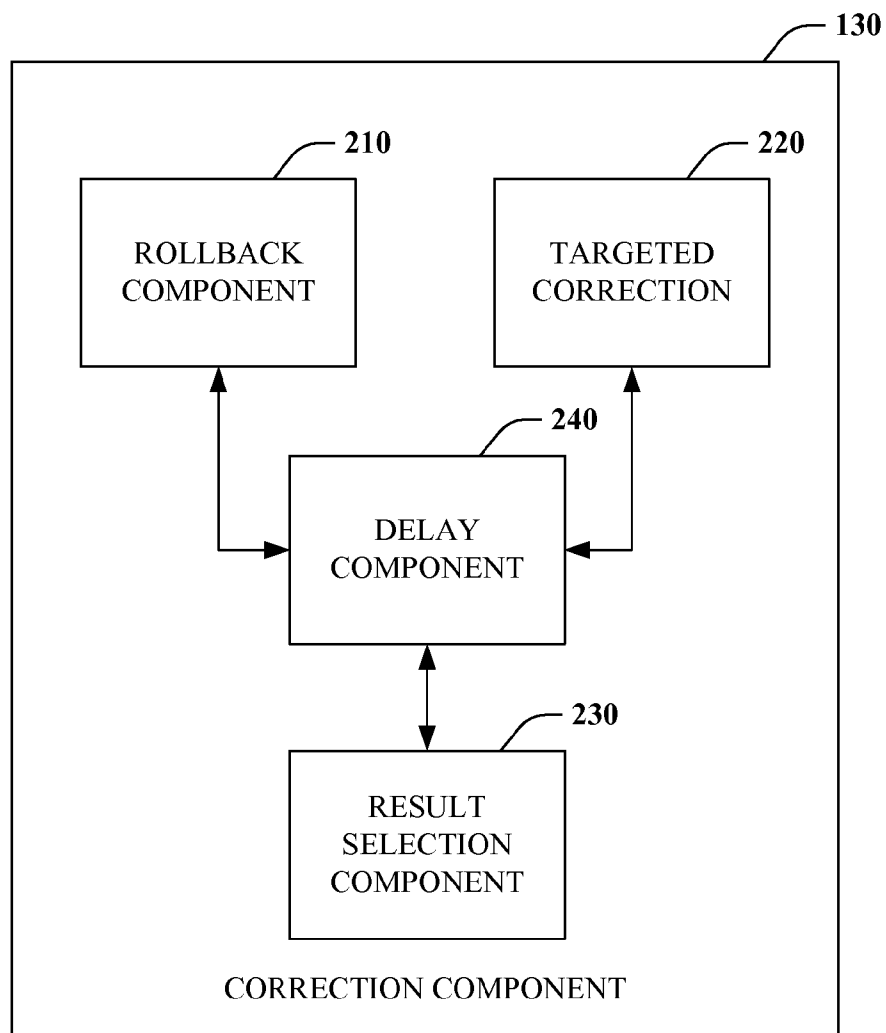 130
210
220
ROLLBACK
COMPONENT
TARGETED
CORRECTION
240
DELAY
COMPONENT
230
RESULT
SELECTION
COMPONENT
CORRECTION COMPONENT